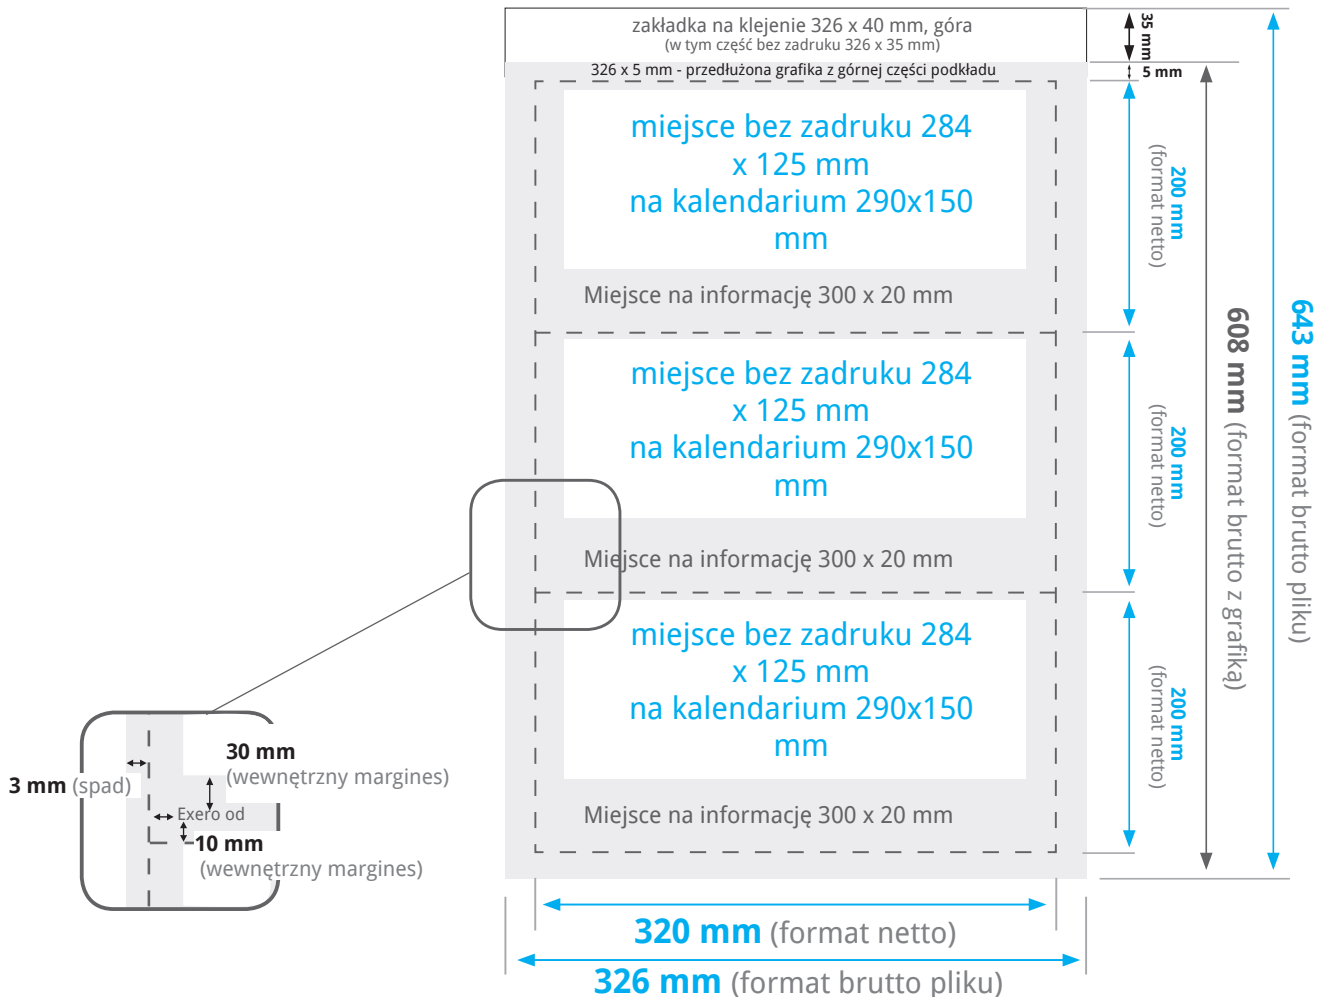 zakładka na klejenie 326 x 40 mm, góra
(w tym część bez zadruku 326 x 35 mm)
326 x 5 mm - przedłużona grafika z górnej części podkładu
35 mm
5 mm
miejsce bez zadruku 284
x 125 mm
na kalendarium 290x150
mm
Miejsce na informację 300 x 20 mm
200 mm
(format netto)
miejsce bez zadruku 284
x 125 mm
na kalendarium 290x150
mm
Miejsce na informację 300 x 20 mm
200 mm
(format netto)
miejsce bez zadruku 284
x 125 mm
na kalendarium 290x150
mm
Miejsce na informację 300 x 20 mm
200 mm
(format netto)
608 mm (format brutto z grafiką)
643 mm (format brutto pliku)
30 mm
(wewnętrzny margines)
3 mm (spad)
Exero od
10 mm
(wewnętrzny margines)
320 mm (format netto)
326 mm (format brutto pliku)